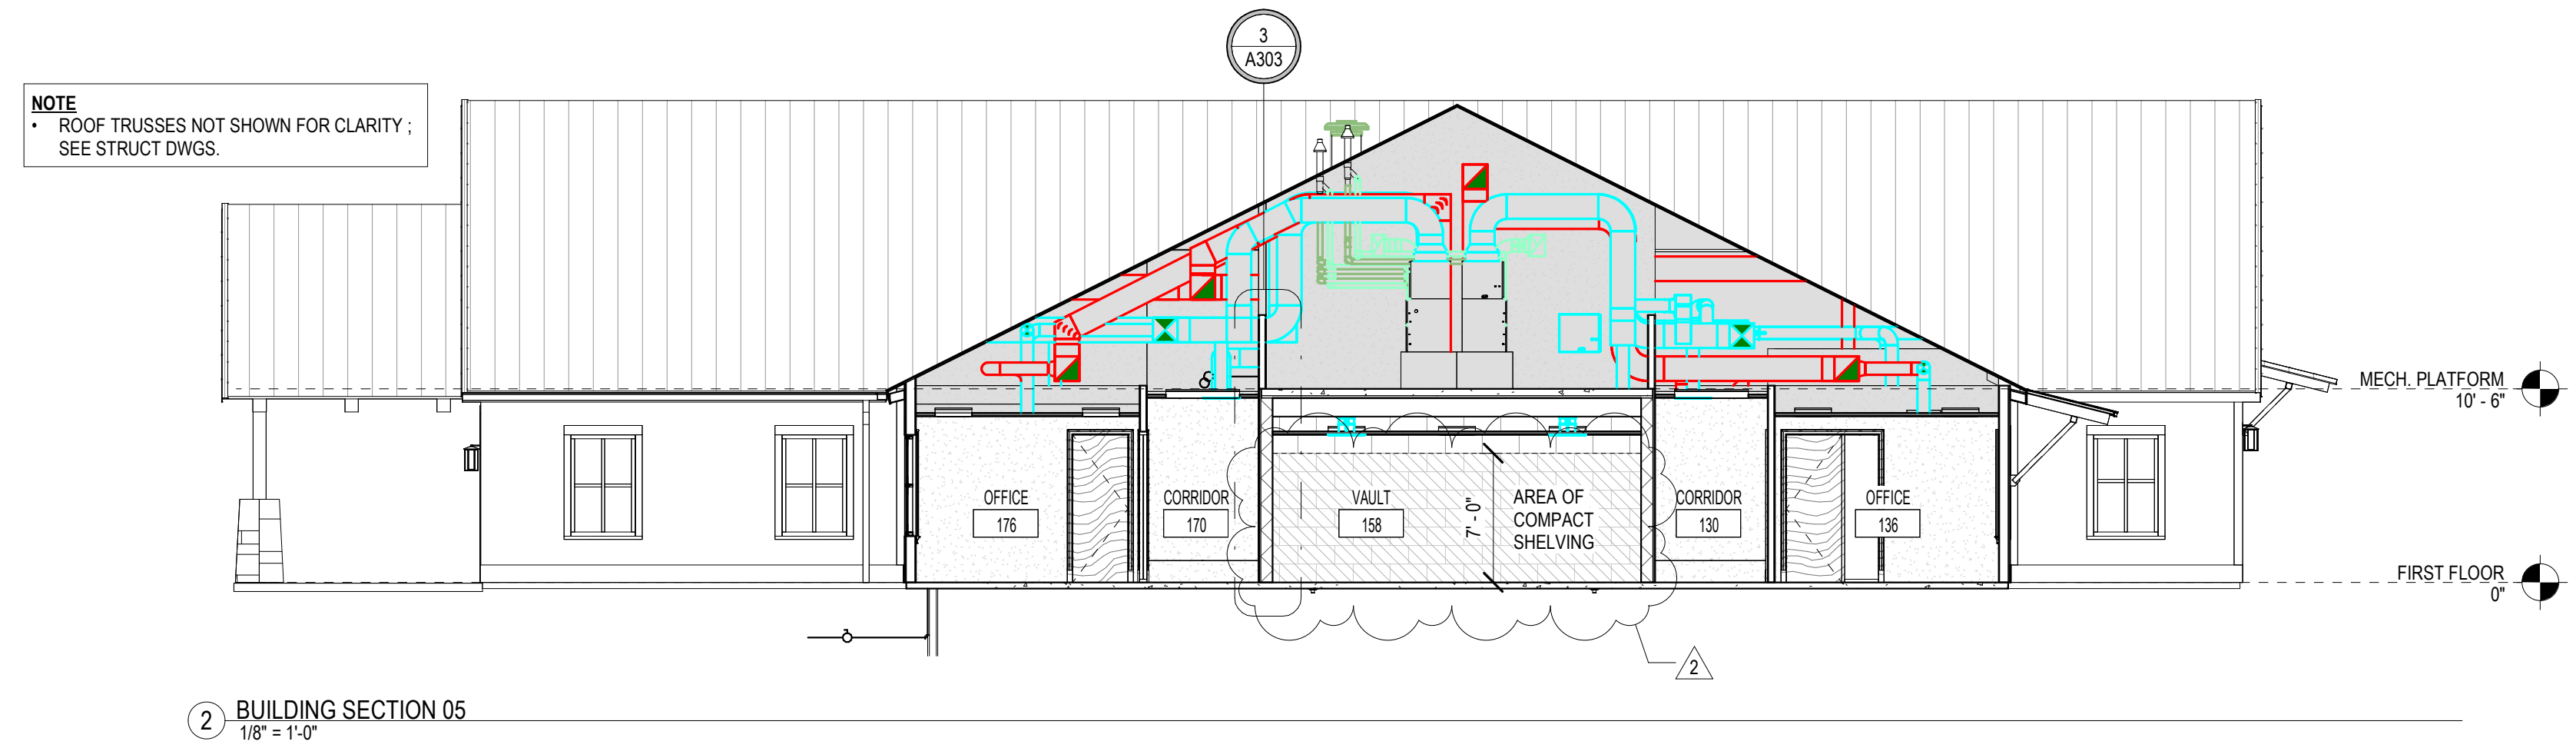 3
A303
NOTE
• ROOF TRUSSES NOT SHOWN FOR CLARITY ;
SEE STRUCT DWGS.
MECH. PLATFORM
10' - 6"
OFFICE
176
CORRIDOR
170
VAULT
158
7' - 0"
AREA OF
COMPACT
SHELVING
CORRIDOR
130
OFFICE
136
FIRST FLOOR
0"
2
2
BUILDING SECTION 05
1/8" = 1'-0"